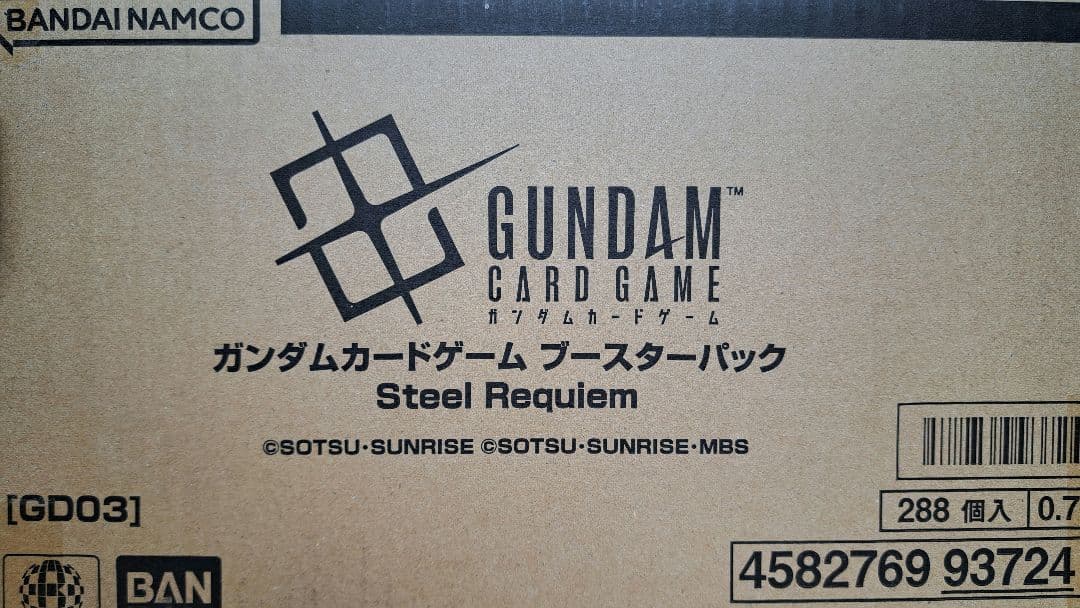 BANDAI NAMCO
GUNDAM™
CARD GAME
ガンダムカードゲーム
ガンダムカードゲーム ブースターパック
Steel Requiem
©SOTSU・SUNRISE ©SOTSU・SUNRISE・MBS
[GD03]
288 個入 0.7
BAN
4582769 93724